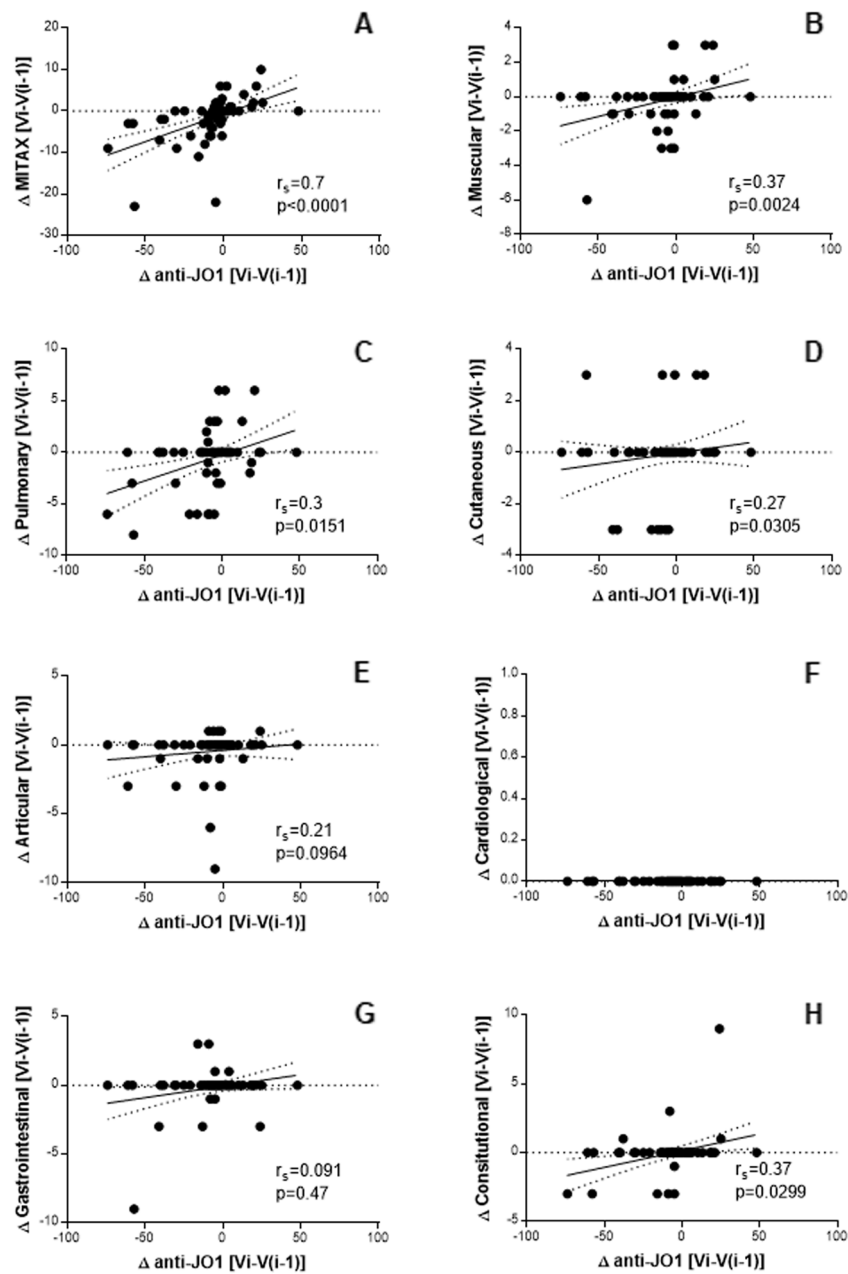 A
20
10
0
-10
-20
-30
Δ MITAX [Vi-V(i-1)]
rs=0.7
p<0.0001
-100 -50 0 50 100
Δ anti-JO1 [Vi-V(i-1)]
B
4
2
0
-2
-4
-6
-8
Δ Muscular [Vi-V(i-1)]
rs=0.37
p=0.0024
-100 -50 0 50 100
Δ anti-JO1 [Vi-V(i-1)]
C
10
5
0
-5
-10
Δ Pulmonary [Vi-V(i-1)]
rs=0.3
p=0.0151
-100 -50 0 50 100
Δ anti-JO1 [Vi-V(i-1)]
D
4
2
0
-2
-4
Δ Cutaneous [Vi-V(i-1)]
rs=0.27
p=0.0305
-100 -50 0 50 100
Δ anti-JO1 [Vi-V(i-1)]
E
5
0
-5
-10
Δ Articular [Vi-V(i-1)]
rs=0.21
p=0.0964
-100 -50 0 50 100
Δ anti-JO1 [Vi-V(i-1)]
F
1.0
0.8
0.6
0.4
0.2
0.0
Δ Cardiological [Vi-V(i-1)]
-100 -50 0 50 100
Δ anti-JO1 [Vi-V(i-1)]
G
5
0
-5
-10
Δ Gastrointestinal [Vi-V(i-1)]
rs=0.091
p=0.47
-100 -50 0 50 100
Δ anti-JO1 [Vi-V(i-1)]
H
10
5
0
-5
Δ Consitutional [Vi-V(i-1)]
rs=0.37
p=0.0299
-100 -50 0 50 100
Δ anti-JO1 [Vi-V(i-1)]